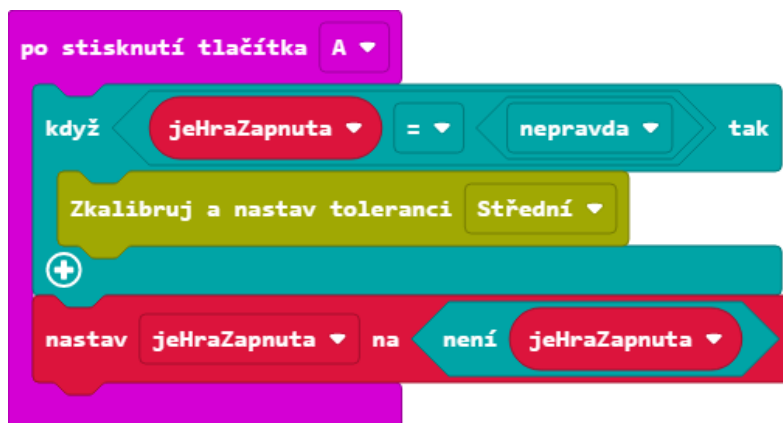 po stisknutí tlačítka A
když jeHraZapnuta = nepravda tak
Zkalibruj a nastav toleranci Střední
nastav jeHraZapnuta na není jeHraZapnuta